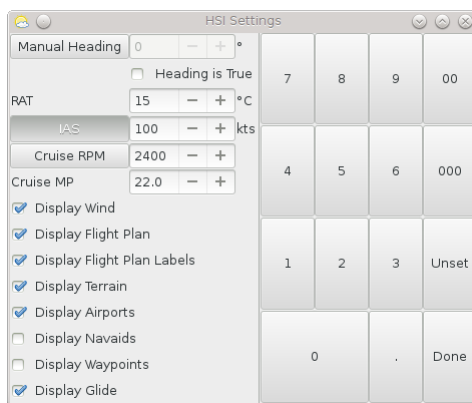 HSI Settings
Manual Heading 0 − + °
Heading is True
RAT 15 − + °C
IAS 100 − + kts
Cruise RPM 2400 − +
Cruise MP 22.0 − +
Display Wind
Display Flight Plan
Display Flight Plan Labels
Display Terrain
Display Airports
Display Navaids
Display Waypoints
Display Glide
7 8 9 00
4 5 6 000
1 2 3 Unset
0 . Done